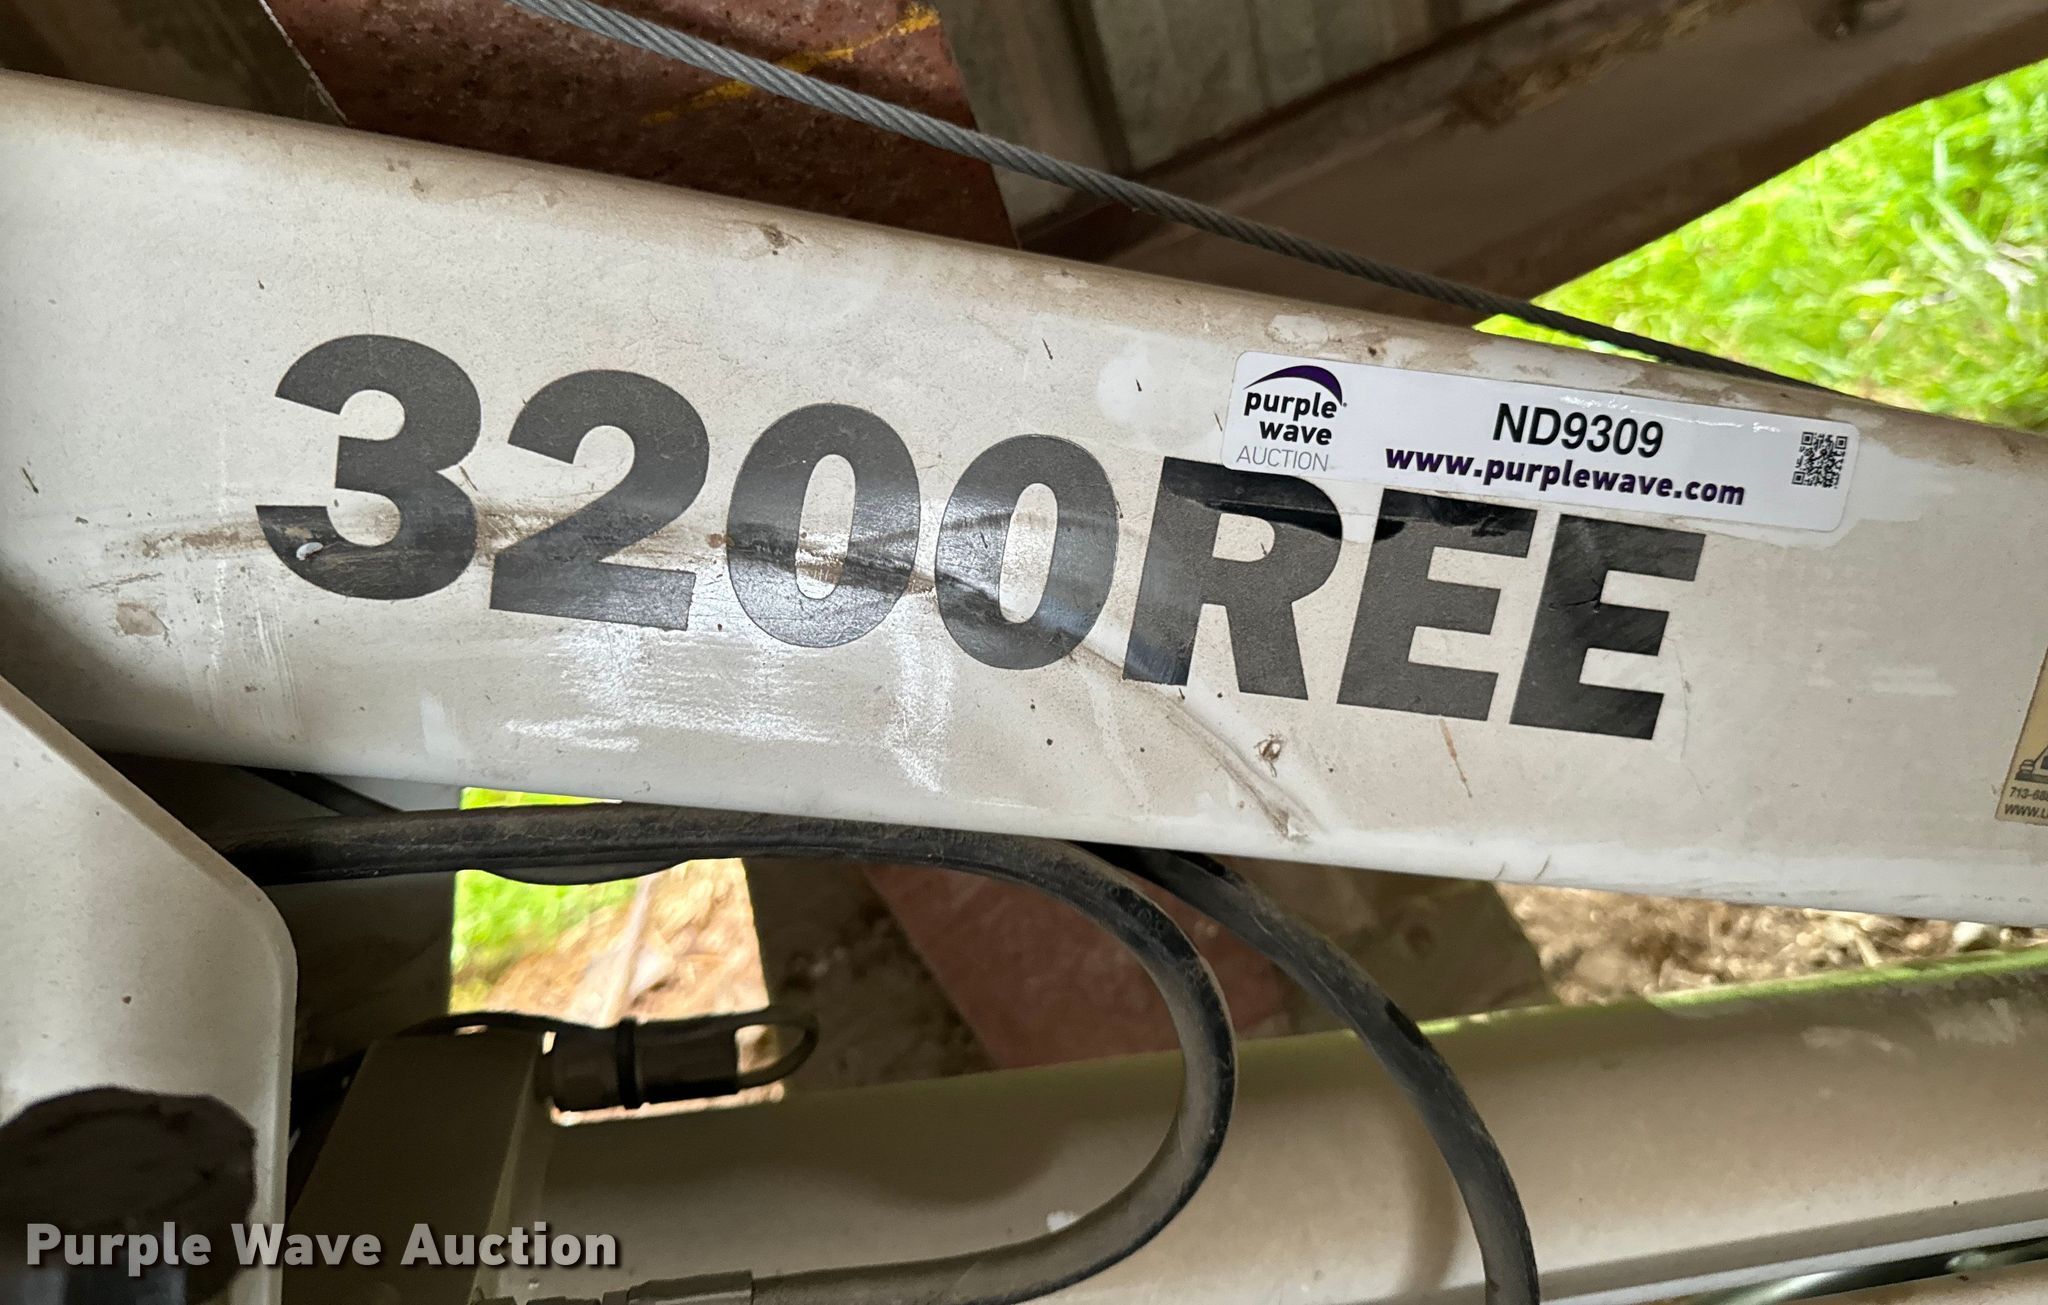 3200REE
purple
wave
AUCTION
ND9309
www.purplewave.com
Purple Wave Auction